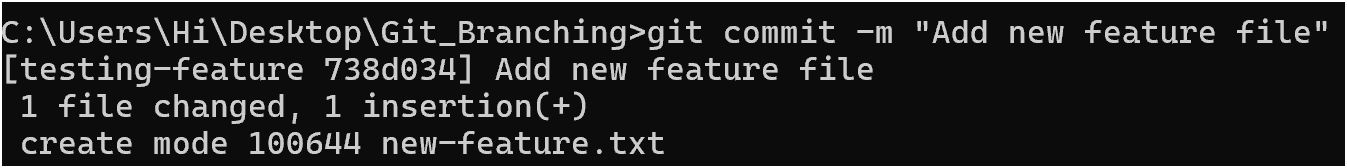 C:\Users\Hi\Desktop\Git_Branching>git commit -m "Add new feature file"
[testing-feature 738d034] Add new feature file
 1 file changed, 1 insertion(+)
 create mode 100644 new-feature.txt